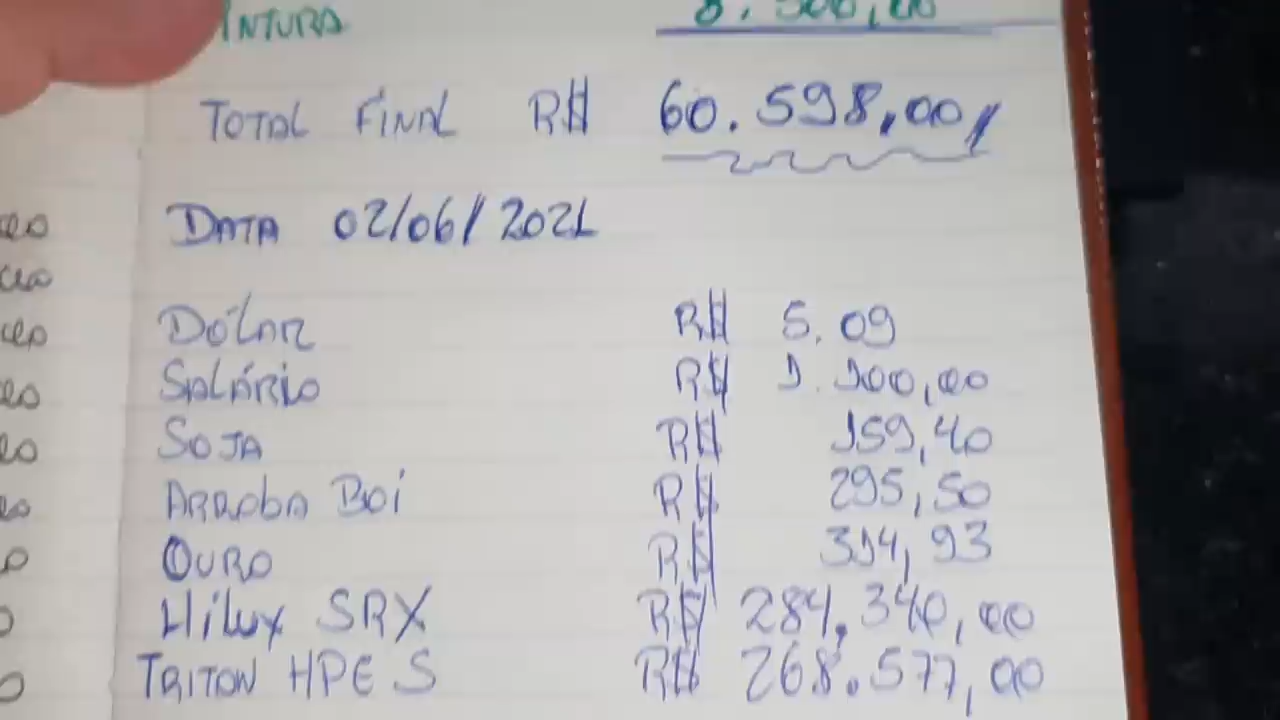 TOTAL FINAL R$ 60.598,00
DATA 02/06/2021
DÓLAR R$ 5.09
SALÁRIO R$ 1.100,00
SOJA R$ 159,40
ARROBA BOI R$ 295,50
OURO R$ 314,93
HILUX SRX R$ 284,340,00
TRITON HPE S R$ 268.577,00